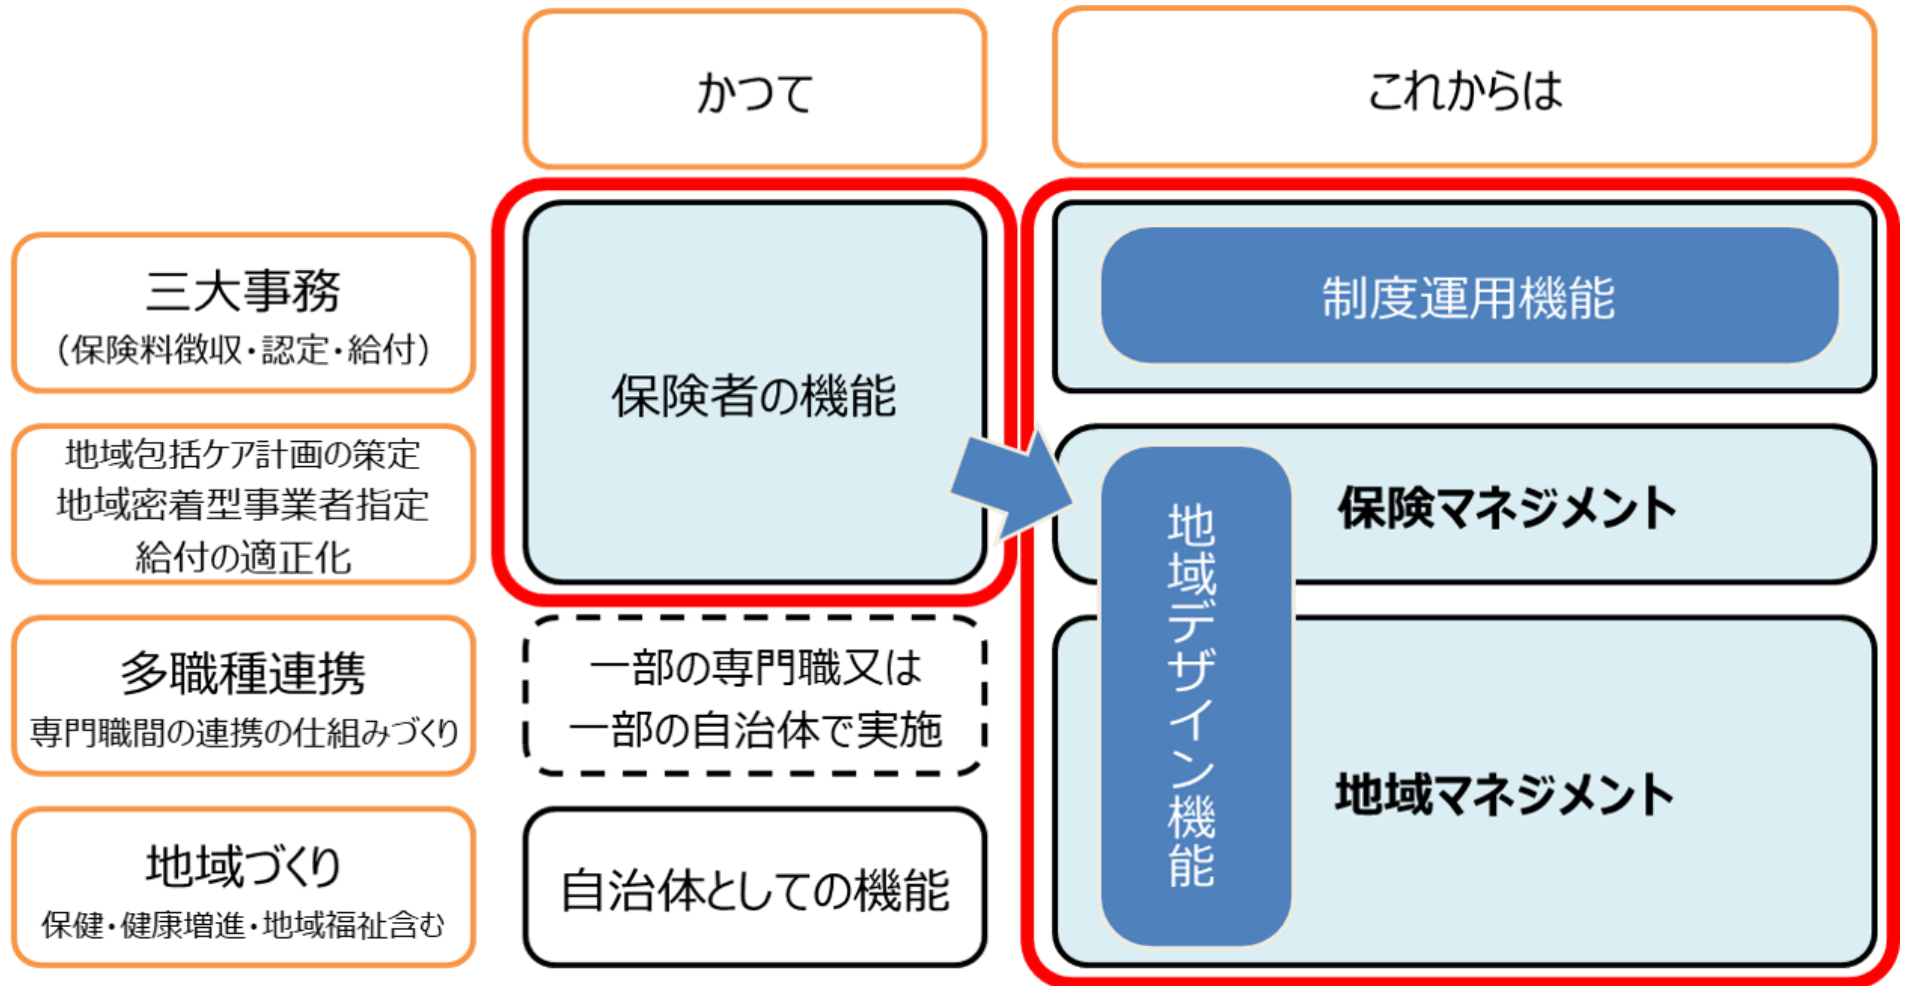 かつて
これからは
三大事務
（保険料徴収・認定・給付）
保険者の機能
制度運用機能
地域包括ケア計画の策定
地域密着型事業者指定
給付の適正化
保険マネジメント
地域デザイン機能
多職種連携
専門職間の連携の仕組みづくり
一部の専門職又は
一部の自治体で実施
地域マネジメント
地域づくり
保健・健康増進・地域福祉含む
自治体としての機能